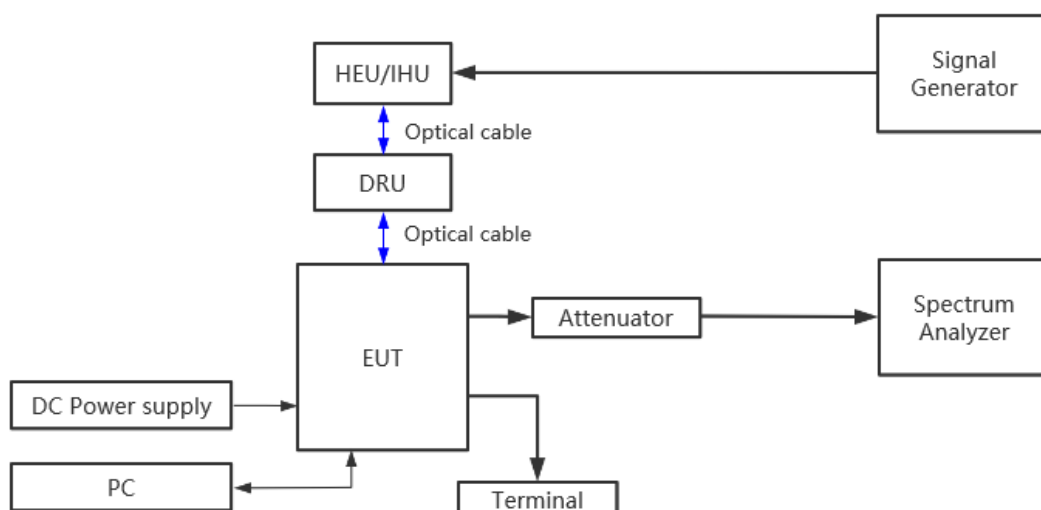 HEU/IHU
Signal
Generator
Optical cable
DRU
Optical cable
EUT
Attenuator
Spectrum
Analyzer
DC Power supply
PC
Terminal